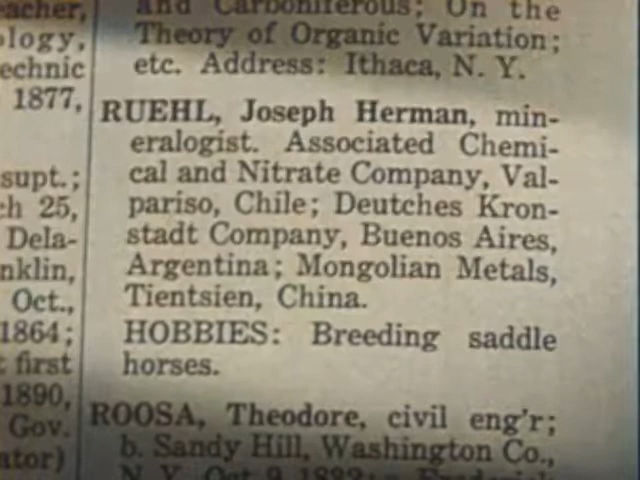 eacher,
ology,
echnic
1877,
supt.;
ch 25,
Dela-
nklin,
Oct.,
1864;
first
1890,
Gov.
ator)
and Carboniferous; On the
Theory of Organic Variation;
etc. Address: Ithaca, N. Y.
RUEHL, Joseph Herman, min-
eralogist. Associated Chemi-
cal and Nitrate Company, Val-
pariso, Chile; Deutches Kron-
stadt Company, Buenos Aires,
Argentina; Mongolian Metals,
Tientsien, China.
HOBBIES: Breeding saddle
horses.
ROOSA, Theodore, civil eng'r;
b. Sandy Hill, Washington Co.,
N. Y., Oct.